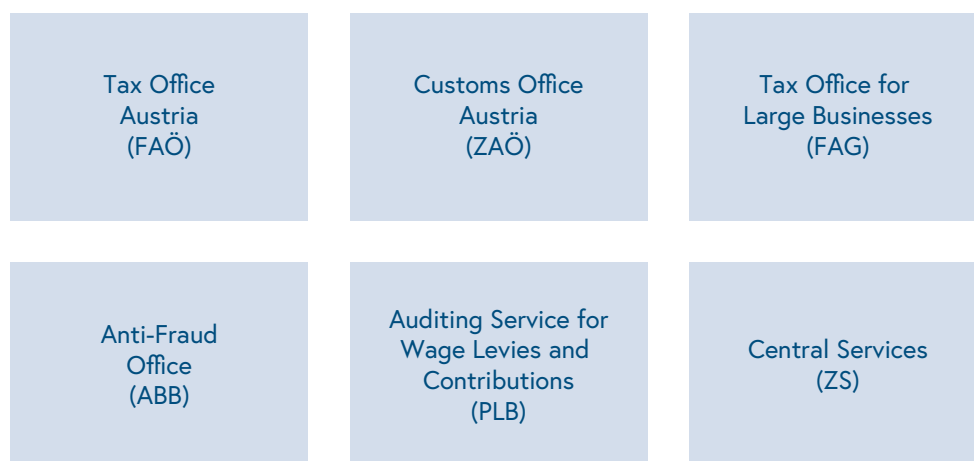 Tax Office
Austria
(FAÖ)
Customs Office
Austria
(ZAÖ)
Tax Office for
Large Businesses
(FAG)
Anti-Fraud
Office
(ABB)
Auditing Service for
Wage Levies and
Contributions
(PLB)
Central Services
(ZS)